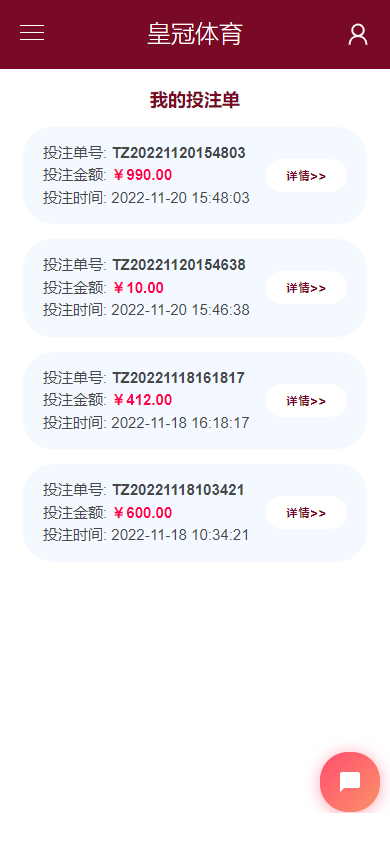 皇冠体育
我的投注单
投注单号: TZ20221120154803
投注金额: ￥990.00
投注时间: 2022-11-20 15:48:03
详情>>
投注单号: TZ20221120154638
投注金额: ￥10.00
投注时间: 2022-11-20 15:46:38
详情>>
投注单号: TZ20221118161817
投注金额: ￥412.00
投注时间: 2022-11-18 16:18:17
详情>>
投注单号: TZ20221118103421
投注金额: ￥600.00
投注时间: 2022-11-18 10:34:21
详情>>